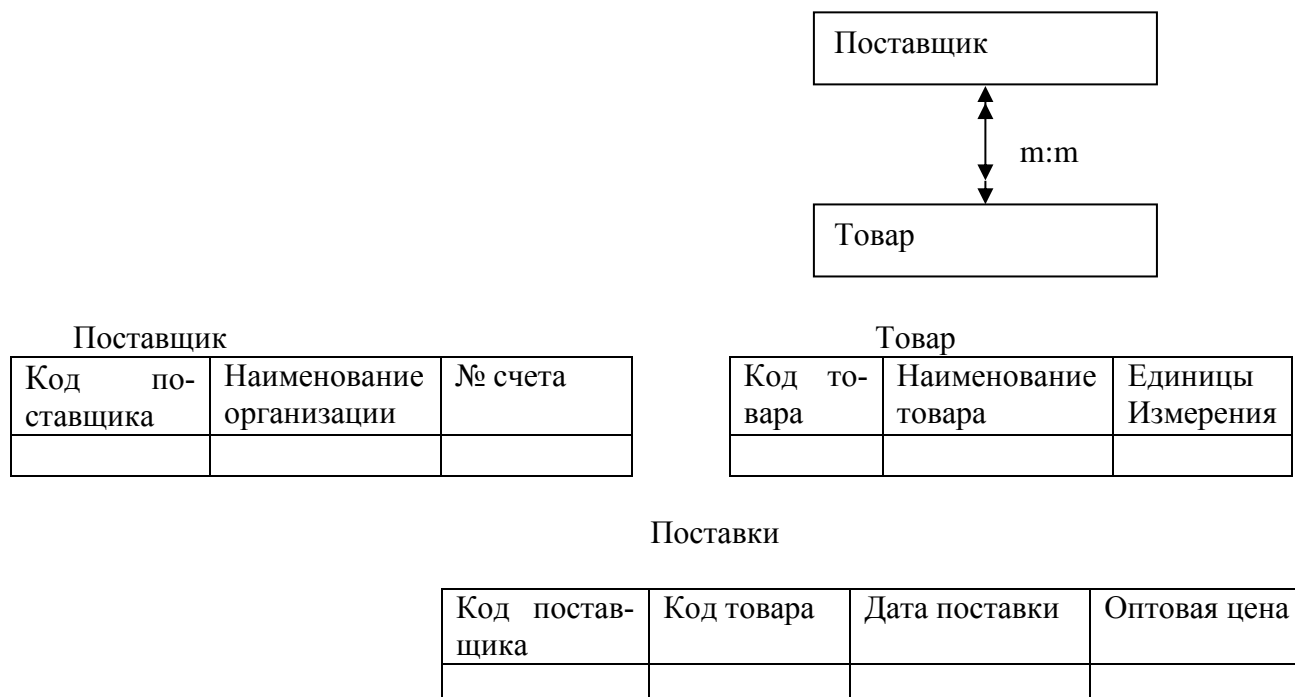 Поставщик
m:m
Товар
Поставщик
Код по-
ставщика
Наименование
организации
№ счета
Товар
Код то-
вара
Наименование
товара
Единицы
Измерения
Поставки
Код постав-
щика
Код товара
Дата поставки
Оптовая цена